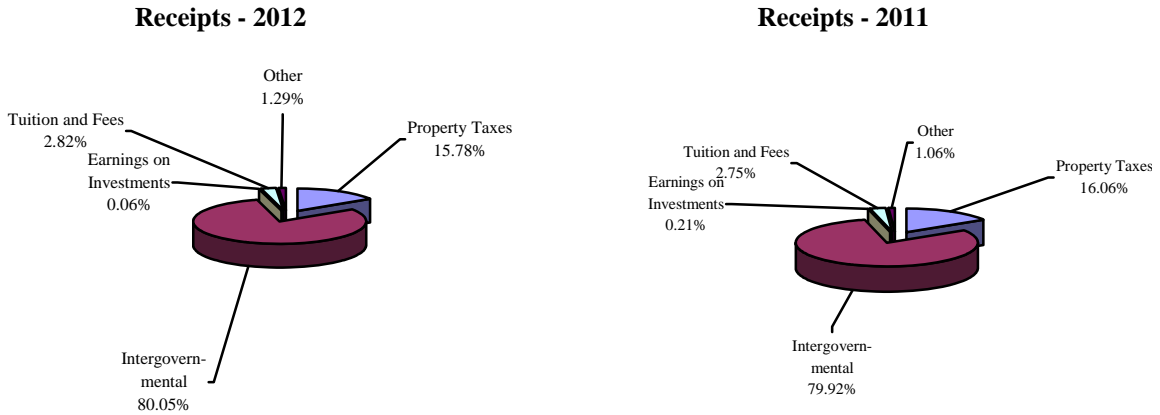 Receipts - 2012
Other
1.29%
Tuition and Fees
2.82%
Property Taxes
15.78%
Earnings on
Investments
0.06%
Intergovern-
mental
80.05%
Receipts - 2011
Other
1.06%
Tuition and Fees
2.75%
Property Taxes
16.06%
Earnings on
Investments
0.21%
Intergovern-
mental
79.92%